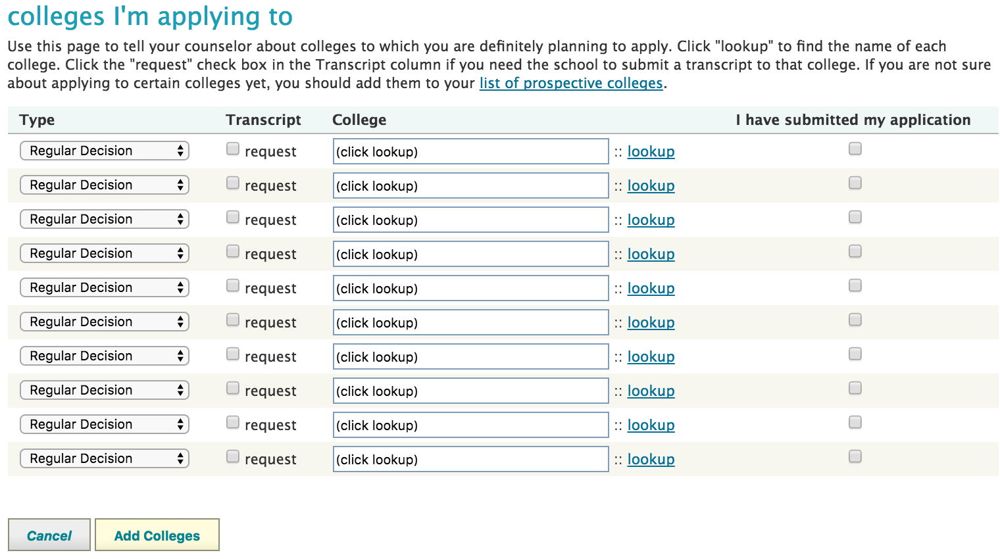 colleges I'm applying to
Use this page to tell your counselor about colleges to which you are definitely planning to apply. Click "lookup" to find the name of each
college. Click the "request" check box in the Transcript column if you need the school to submit a transcript to that college. If you are not sure
about applying to certain colleges yet, you should add them to your list of prospective colleges.
Type Transcript College I have submitted my application
Regular Decision request (click lookup) :: lookup
Regular Decision request (click lookup) :: lookup
Regular Decision request (click lookup) :: lookup
Regular Decision request (click lookup) :: lookup
Regular Decision request (click lookup) :: lookup
Regular Decision request (click lookup) :: lookup
Regular Decision request (click lookup) :: lookup
Regular Decision request (click lookup) :: lookup
Regular Decision request (click lookup) :: lookup
Regular Decision request (click lookup) :: lookup
Cancel Add Colleges